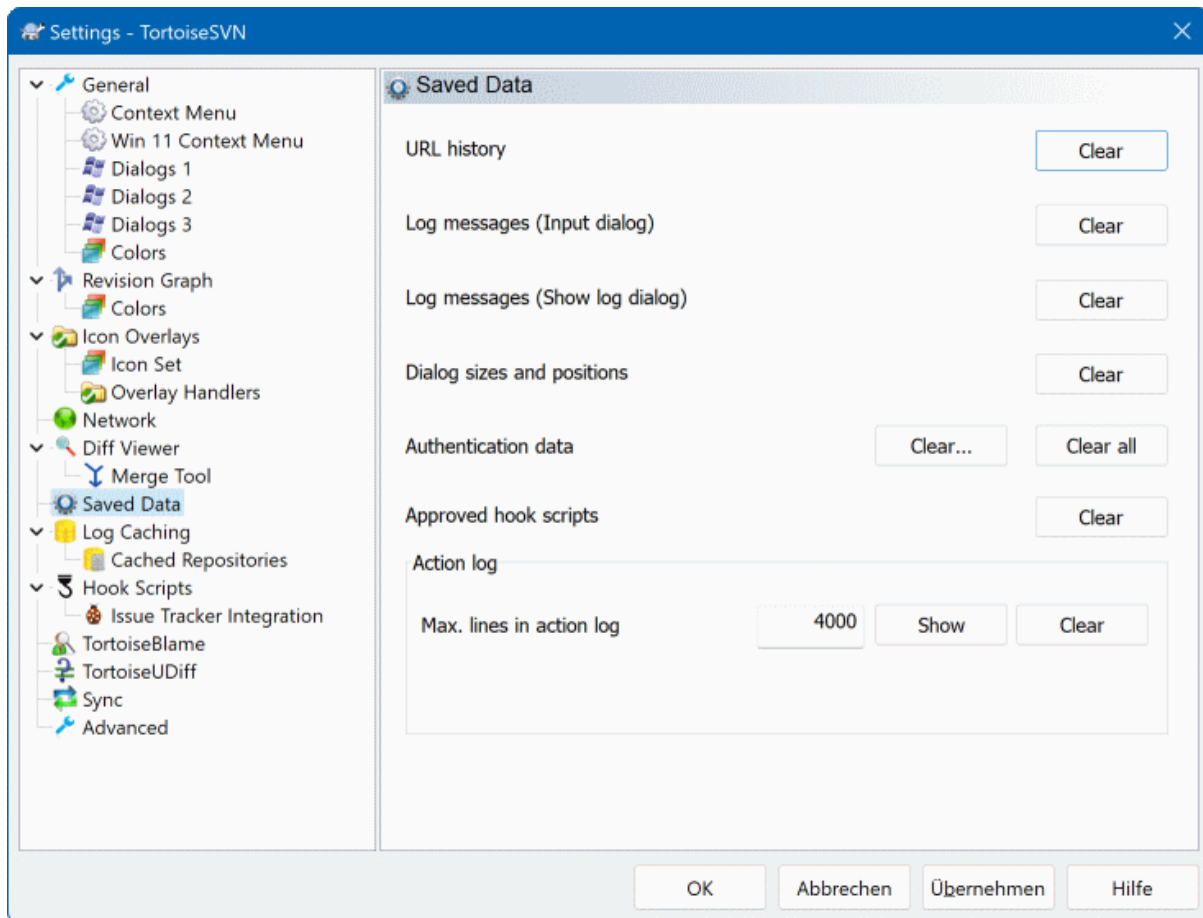 Settings - TortoiseSVN
General
Context Menu
Win 11 Context Menu
Dialogs 1
Dialogs 2
Dialogs 3
Colors
Revision Graph
Colors
Icon Overlays
Icon Set
Overlay Handlers
Network
Diff Viewer
Merge Tool
Saved Data
Log Caching
Cached Repositories
Hook Scripts
Issue Tracker Integration
TortoiseBlame
TortoiseUDiff
Sync
Advanced
Saved Data
URL history Clear
Log messages (Input dialog) Clear
Log messages (Show log dialog) Clear
Dialog sizes and positions Clear
Authentication data Clear... Clear all
Approved hook scripts Clear
Action log
Max. lines in action log 4000 Show Clear
OK Abbrechen Übernehmen Hilfe